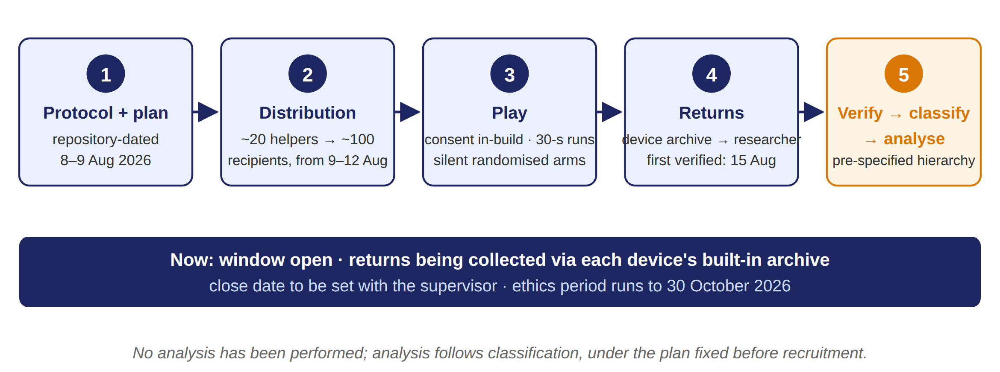 1
Protocol + plan
repository-dated
8–9 Aug 2026
2
Distribution
~20 helpers → ~100
recipients, from 9–12 Aug
3
Play
consent in-build · 30-s runs
silent randomised arms
4
Returns
device archive → researcher
first verified: 15 Aug
5
Verify → classify
→ analyse
pre-specified hierarchy
Now: window open · returns being collected via each device's built-in archive
close date to be set with the supervisor · ethics period runs to 30 October 2026
No analysis has been performed; analysis follows classification, under the plan fixed before recruitment.